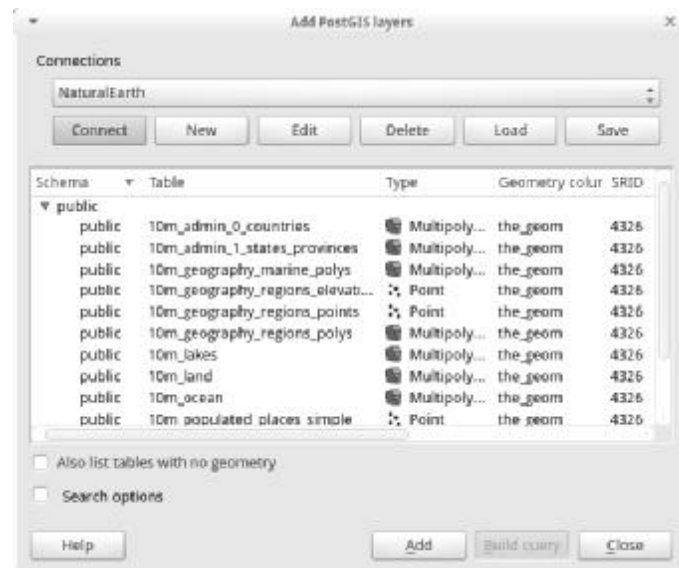 Add PostGIS layers
Connections
NaturalEarth
Connect New Edit Delete Load Save
Schema Table Type Geometry colur SRID
public
public 10m_admin_0_countries Multipoly... the_geom 4326
public 10m_admin_1_states_provinces Multipoly... the_geom 4326
public 10m_geography_marine_polys Multipoly... the_geom 4326
public 10m_geography_regions_elevati... Point the_geom 4326
public 10m_geography_regions_points Point the_geom 4326
public 10m_geography_regions_polys Multipoly... the_geom 4326
public 10m_lakes Multipoly... the_geom 4326
public 10m_land Multipoly... the_geom 4326
public 10m_ocean Multipoly... the_geom 4326
public 10m_populated_places_simple Point the_geom 4326
Also list tables with no geometry
Search options
Help Add Build query Close